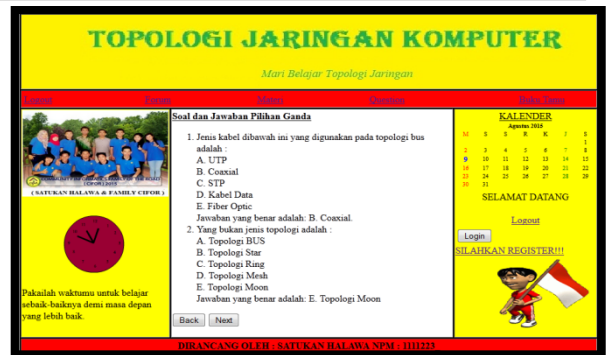 TOPOLOGI JARINGAN KOMPUTER
Mari Belajar Topologi Jaringan
Logout Forum Materi Question Buku Tamu
( SATUKAN HALAWA & FAMILY CIFOR )
Pakailah waktumu untuk belajar
sebaik-baiknya demi masa depan
yang lebih baik.
Soal dan Jawaban Pilihan Ganda
1. Jenis kabel dibawah ini yang digunakan pada topologi bus
adalah :
A. UTP
B. Coaxial
C. STP
D. Kabel Data
E. Fiber Optic
Jawaban yang benar adalah: B. Coaxial.
2. Yang bukan jenis topologi adalah :
A. Topologi BUS
B. Topologi Star
C. Topologi Ring
D. Topologi Mesh
E. Topologi Moon
Jawaban yang benar adalah: E. Topologi Moon
Back Next
KALENDER
Agustus 2015
M S S R K J S
1
2 3 4 5 6 7 8
9 10 11 12 13 14 15
16 17 18 19 20 21 22
23 24 25 26 27 28 29
30 31
SELAMAT DATANG
Logout
Login
SILAHKAN REGISTER!!!
DIRANCANG OLEH : SATUKAN HALAWA NPM : 1111223